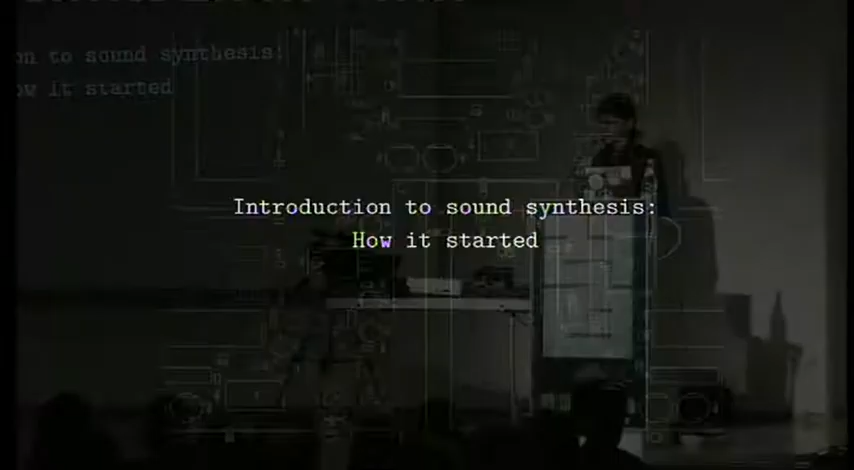 on to sound synthesis:
ow it started
Introduction to sound synthesis:
How it started